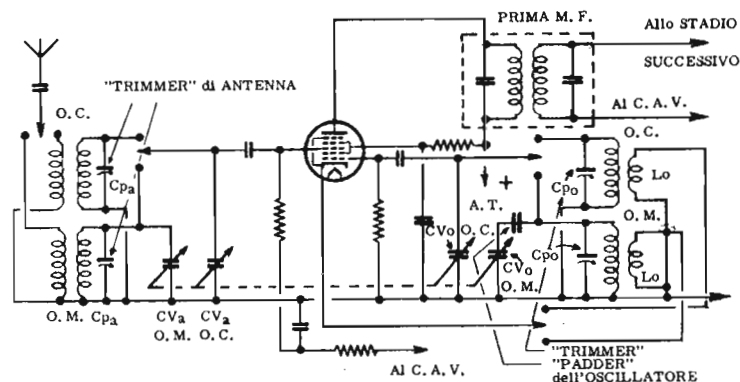 PRIMA M. F.
Allo STADIO
SUCCESSIVO
Al C. A. V.
"TRIMMER" di ANTENNA
O. C.
Cpa
O. M.
Cpa
CVa
O. M.
CVa
O. C.
+
A. T.
CVo O. C.
CVo
O. M.
O. C.
Cpo
Lo
O. M.
Cpo
Lo
Al C. A. V.
"TRIMMER"
"PADDER"
dell'OSCILLATORE